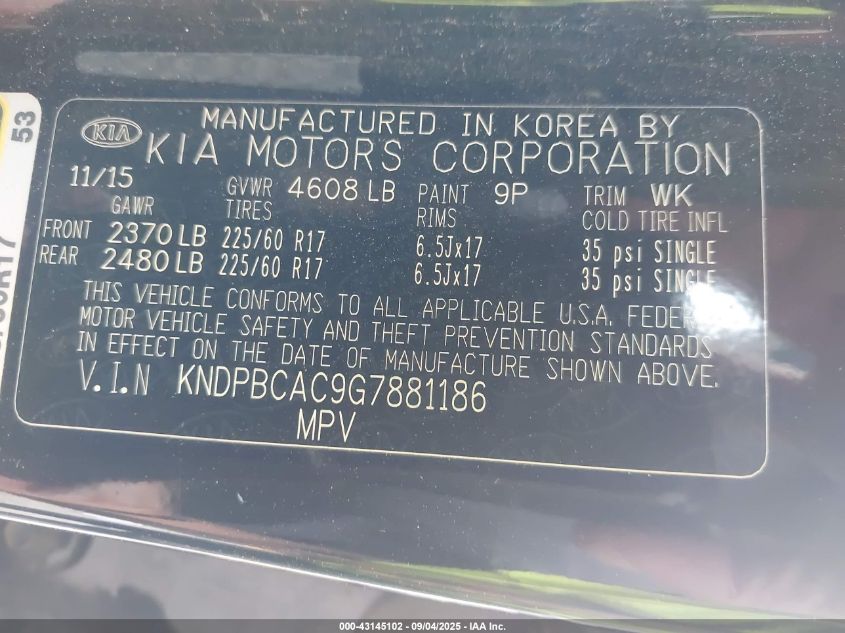 53
KIA
MANUFACTURED IN KOREA BY
KIA MOTORS CORPORATION
11/15 GVWR 4608 LB PAINT 9P TRIM WK
GAWR TIRES RIMS COLD TIRE INFL
FRONT 2370 LB 225/60 R17 6.5Jx17 35 psi SINGLE
REAR 2480 LB 225/60 R17 6.5Jx17 35 psi SINGLE
THIS VEHICLE CONFORMS TO ALL APPLICABLE U.S.A. FEDER
MOTOR VEHICLE SAFETY AND THEFT PREVENTION STANDARDS
IN EFFECT ON THE DATE OF MANUFACTURE SHOWN ABOVE.
V.I.N KNDPBCAC9G7881186
MPV
000-43145102 - 09/04/2025 - IAA Inc.